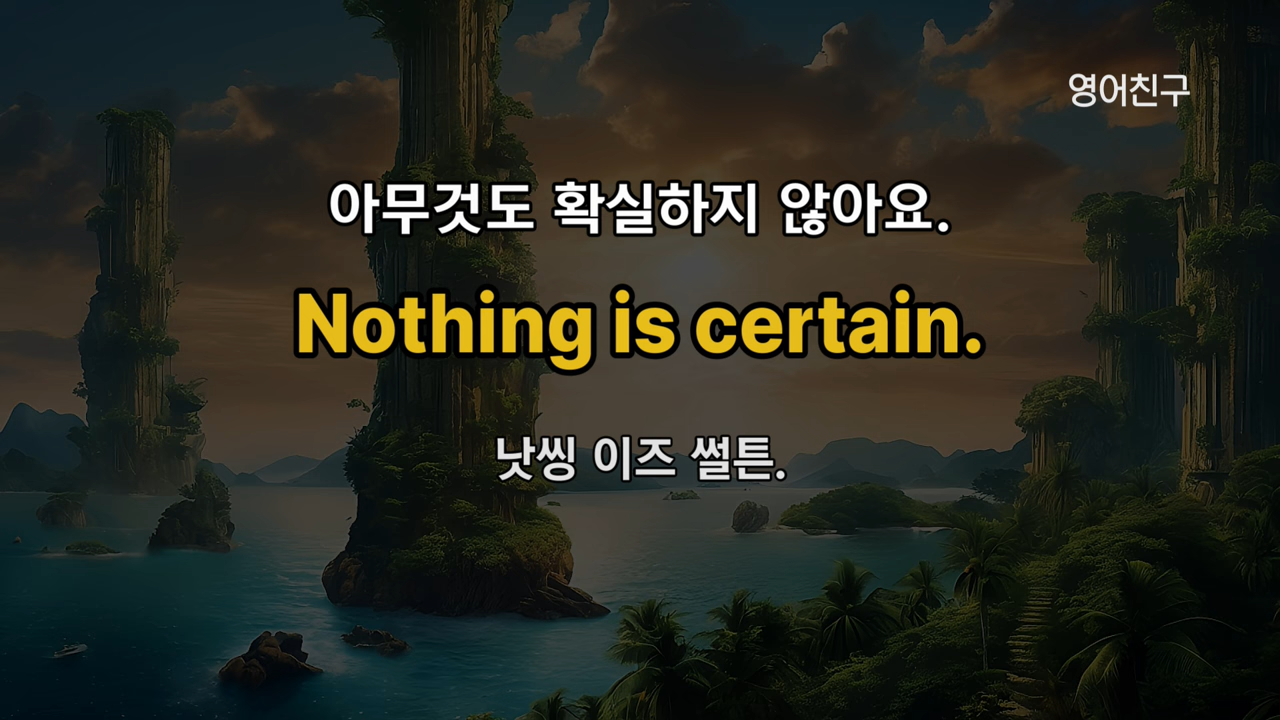 영어친구
아무것도 확실하지 않아요.
Nothing is certain.
낫씽 이즈 썰튼.